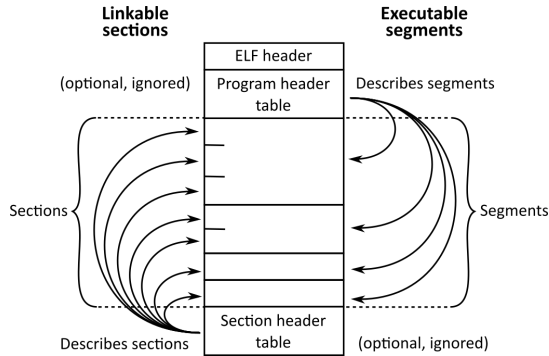 Linkable
sections
Executable
segments
ELF header
(optional, ignored)
Program header
table
Describes segments
Sections
Segments
Describes sections
Section header
table
(optional, ignored)